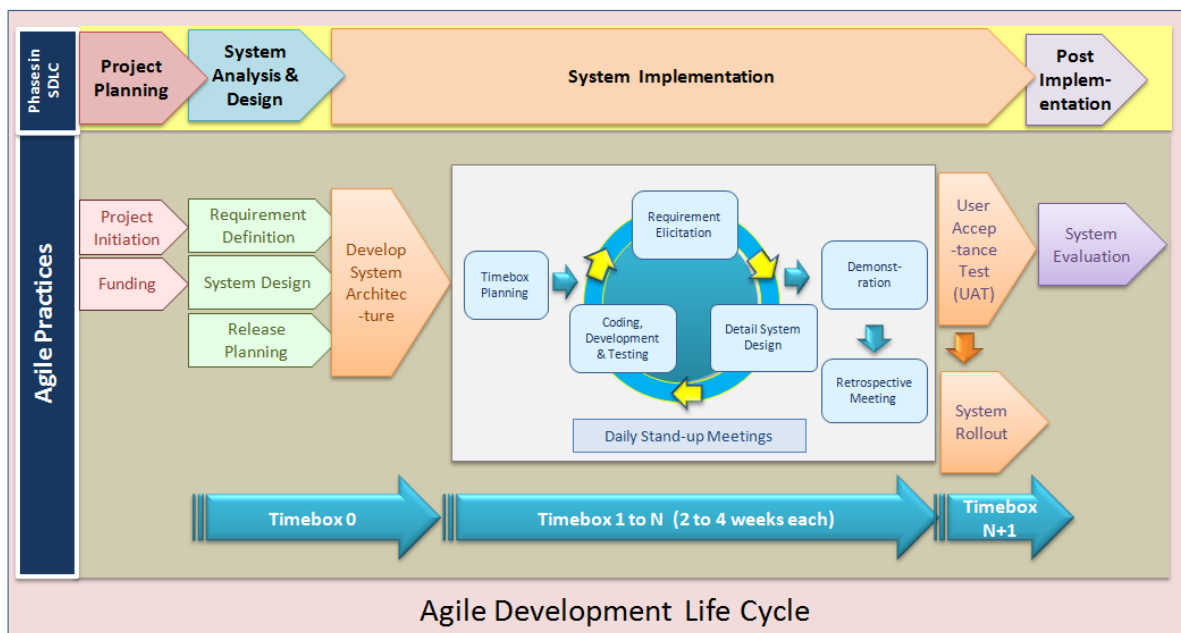 Phases in
SDLC
Project
Planning
System
Analysis &
Design
System Implementation
Post
Implem-
entation
Agile Practices
Project
Initiation
Funding
Requirement
Definition
System Design
Release
Planning
Develop
System
Architec
-ture
Timebox
Planning
Requirement
Elicitation
Coding,
Development
& Testing
Detail System
Design
Demonst-
ration
Retrospective
Meeting
Daily Stand-up Meetings
User
Accep
-tance
Test
(UAT)
System
Rollout
System
Evaluation
Timebox 0
Timebox 1 to N (2 to 4 weeks each)
Timebox
N+1
Agile Development Life Cycle